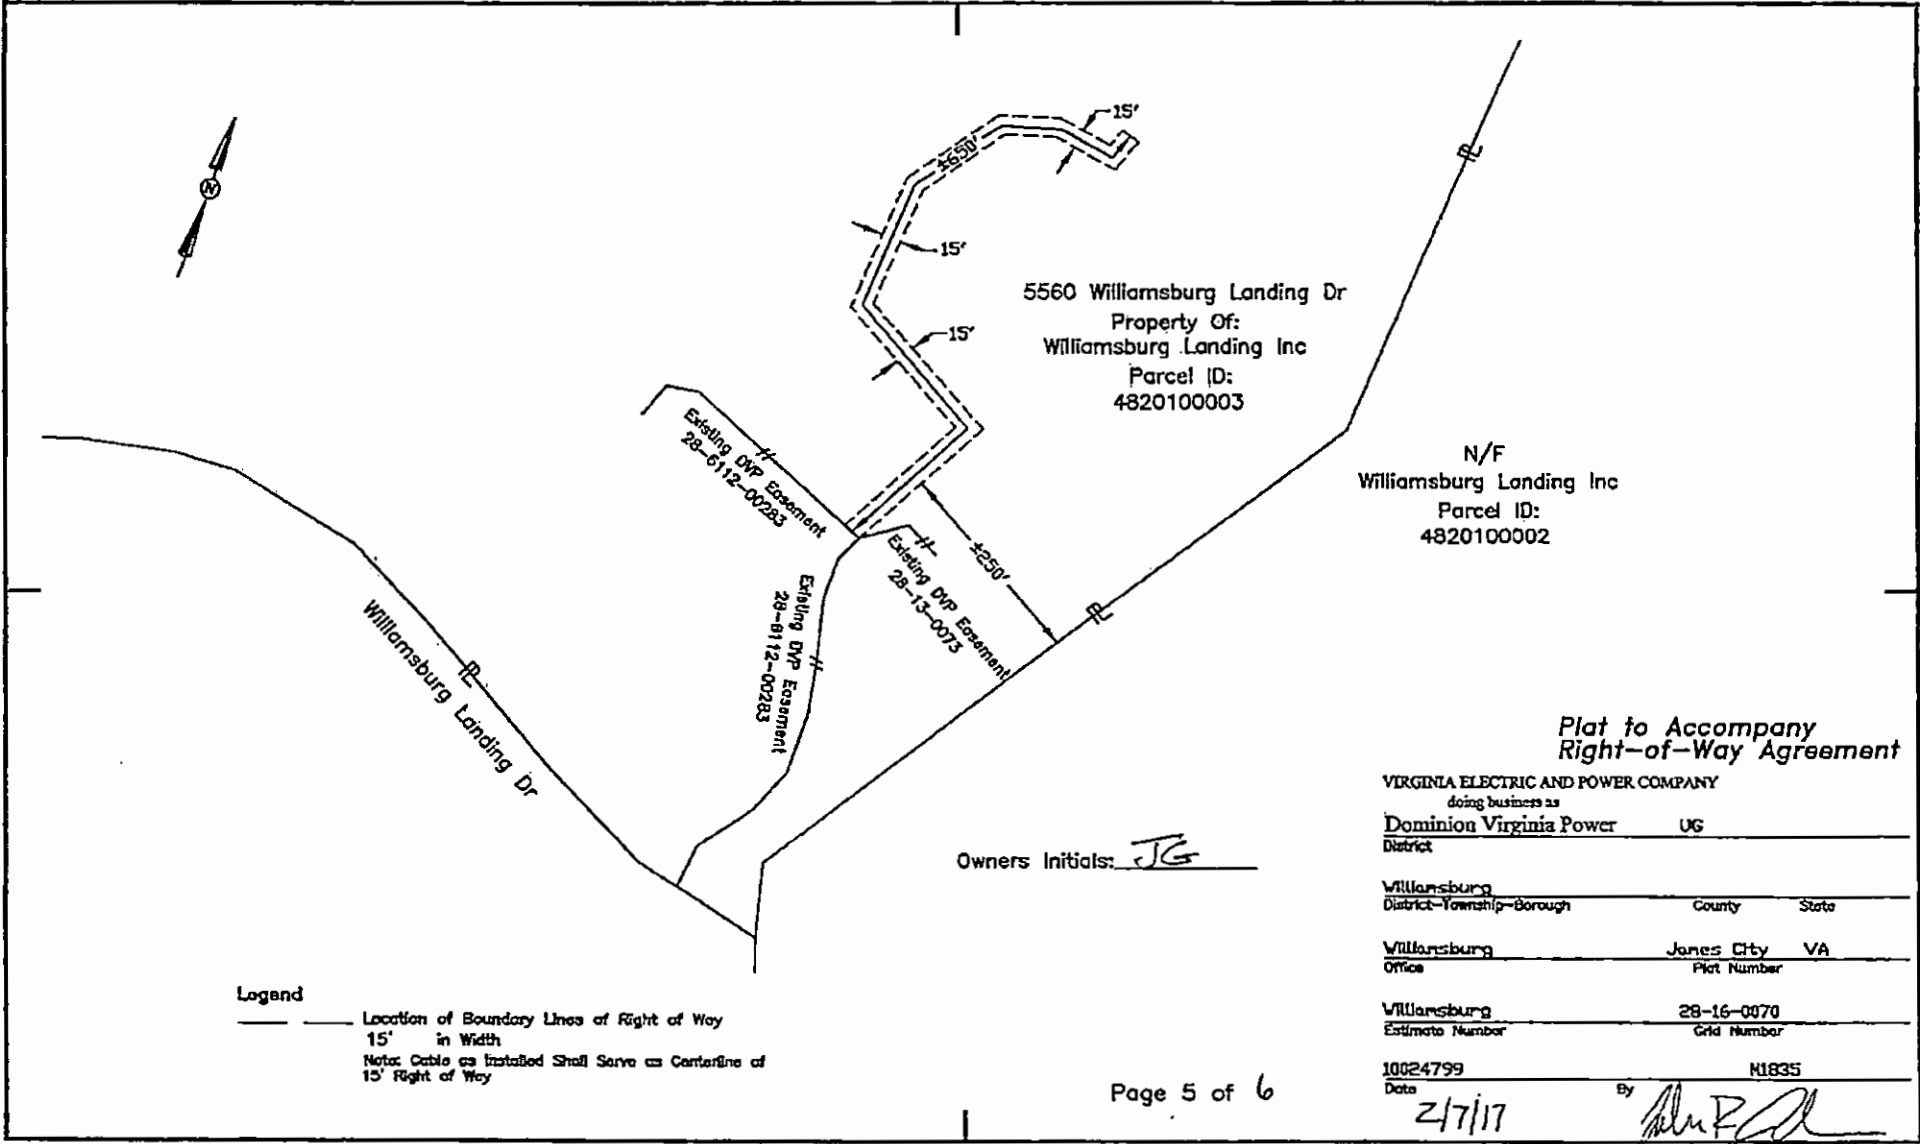 N
15'
±650'
15'
15'
5560 Williamsburg Landing Dr
Property Of:
Williamsburg Landing Inc
Parcel ID:
4820100003
N/F
Williamsburg Landing Inc
Parcel ID:
4820100002
Existing DVP Easement
28-6112-00283
Existing DVP Easement
28-13-0073
±250'
Existing DVP Easement
28-6112-00283
Williamsburg Landing Dr
PL
PL
PL
Plat to Accompany
Right-of-Way Agreement
VIRGINIA ELECTRIC AND POWER COMPANY
doing business as
Dominion Virginia Power UG
District
Williamsburg
District-Township-Borough County State
Williamsburg James City VA
Office Plat Number
Williamsburg 28-16-0070
Estimate Number Grid Number
10024799 M1835
Date By
2/7/17
Owners Initials: JG
Legend
Location of Boundary Lines of Right of Way
15' in Width
Note: Cable as Installed Shall Serve as Centerline of
15' Right of Way
Page 5 of 6